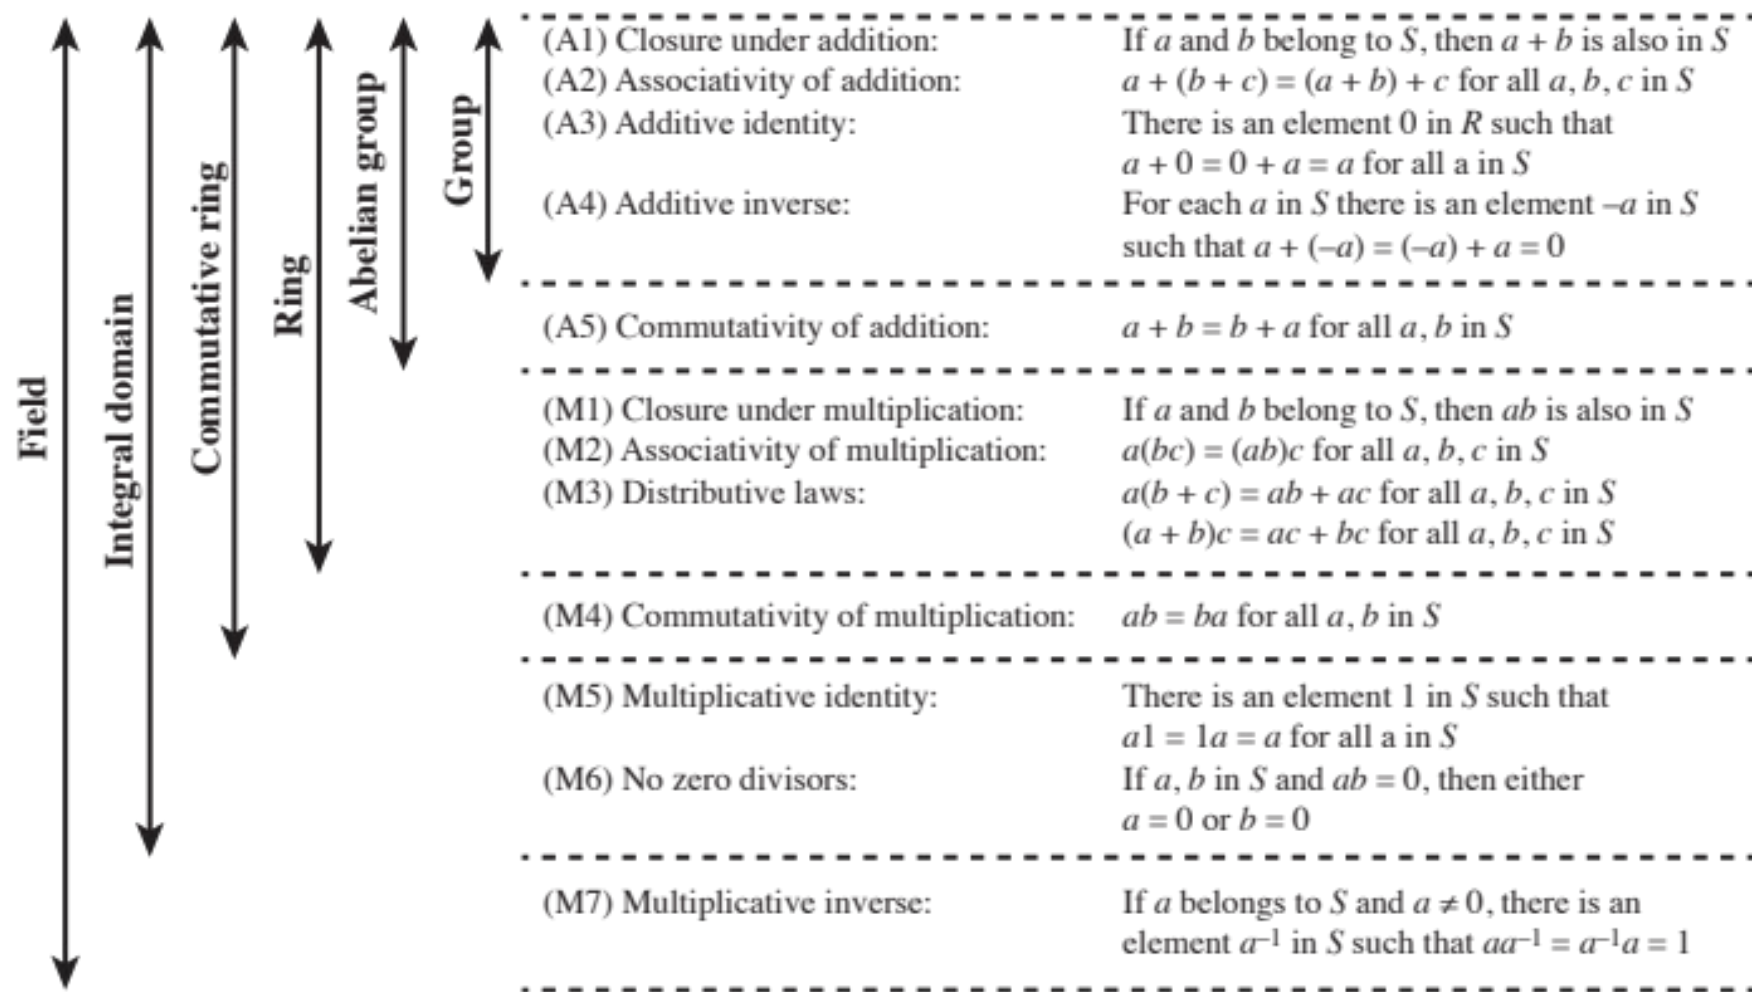 Field
Integral domain
Commutative ring
Ring
Abelian group
Group
(A1) Closure under addition: If a and b belong to S, then a + b is also in S
(A2) Associativity of addition: a + (b + c) = (a + b) + c for all a, b, c in S
(A3) Additive identity: There is an element 0 in R such that
a + 0 = 0 + a = a for all a in S
(A4) Additive inverse: For each a in S there is an element –a in S
such that a + (–a) = (–a) + a = 0
(A5) Commutativity of addition: a + b = b + a for all a, b in S
(M1) Closure under multiplication: If a and b belong to S, then ab is also in S
(M2) Associativity of multiplication: a(bc) = (ab)c for all a, b, c in S
(M3) Distributive laws: a(b + c) = ab + ac for all a, b, c in S
(a + b)c = ac + bc for all a, b, c in S
(M4) Commutativity of multiplication: ab = ba for all a, b in S
(M5) Multiplicative identity: There is an element 1 in S such that
a1 = 1a = a for all a in S
(M6) No zero divisors: If a, b in S and ab = 0, then either
a = 0 or b = 0
(M7) Multiplicative inverse: If a belongs to S and a ≠ 0, there is an
element a⁻¹ in S such that aa⁻¹ = a⁻¹a = 1